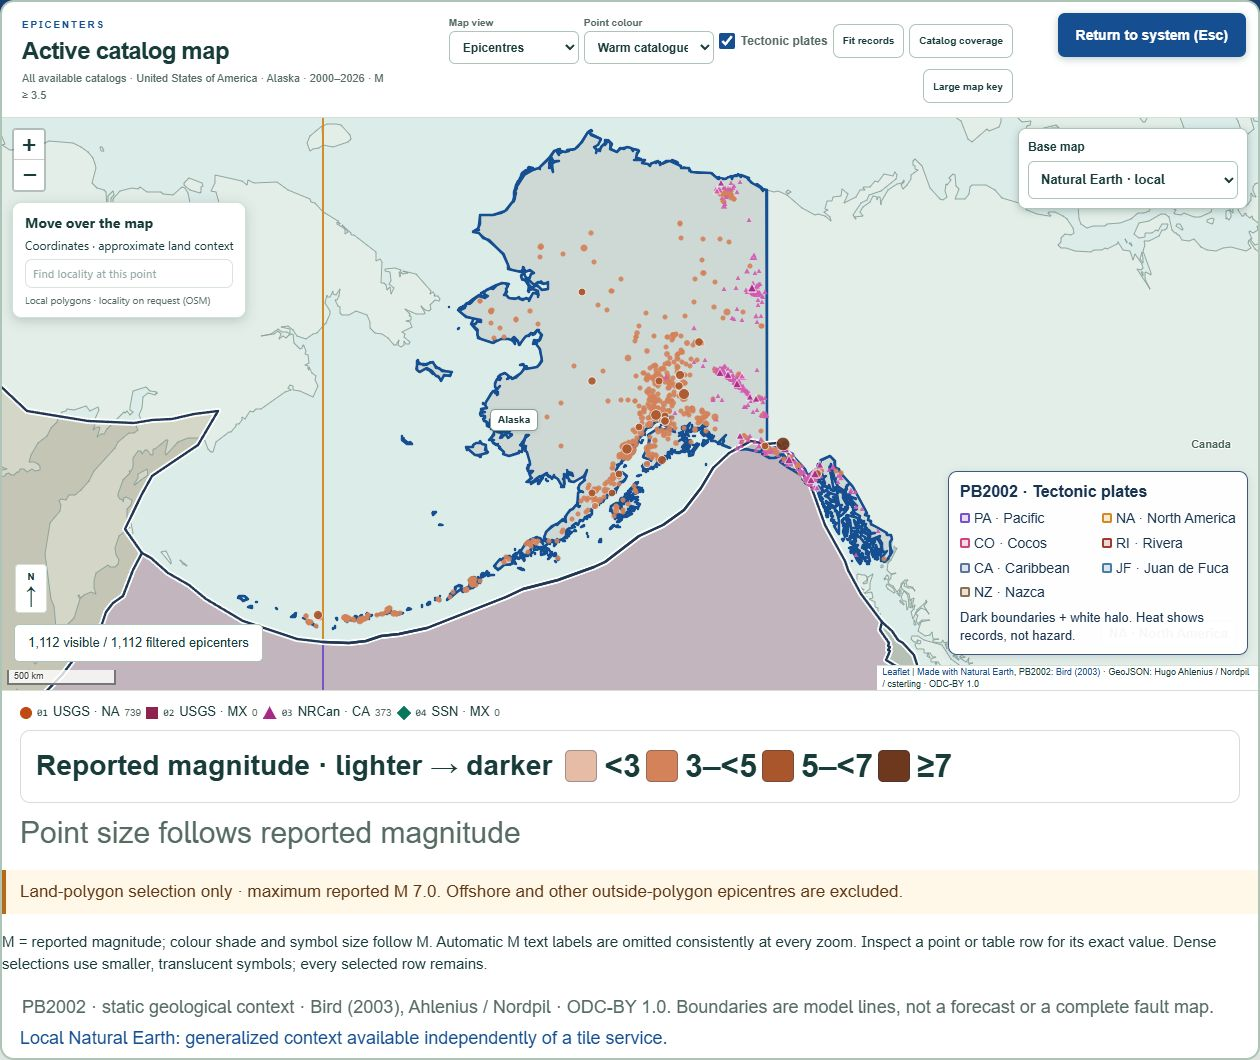 EPICENTERS
Active catalog map
All available catalogs · United States of America · Alaska · 2000–2026 · M
≥ 3.5
Map view
Epicentres
Point colour
Warm catalogue
Tectonic plates
Fit records
Catalog coverage
Large map key
Return to system (Esc)
+
−
Move over the map
Coordinates · approximate land context
Find locality at this point
Local polygons · locality on request (OSM)
Base map
Natural Earth · local
Alaska
Canada
PB2002 · Tectonic plates
PA · Pacific
NA · North America
CO · Cocos
RI · Rivera
CA · Caribbean
JF · Juan de Fuca
NZ · Nazca
Dark boundaries + white halo. Heat shows
records, not hazard.
NA · North America
N
↑
1,112 visible / 1,112 filtered epicenters
500 km
Leaflet | Made with Natural Earth, PB2002: Bird (2003) · GeoJSON: Hugo Ahlenius / Nordpil
/ csterling · ODC-BY 1.0
01 USGS · NA 739 02 USGS · MX 0 03 NRCan · CA 373 04 SSN · MX 0
Reported magnitude · lighter → darker <3 3–<5 5–<7 ≥7
Point size follows reported magnitude
Land-polygon selection only · maximum reported M 7.0. Offshore and other outside-polygon epicentres are excluded.
M = reported magnitude; colour shade and symbol size follow M. Automatic M text labels are omitted consistently at every zoom. Inspect a point or table row for its exact value. Dense
selections use smaller, translucent symbols; every selected row remains.
PB2002 · static geological context · Bird (2003), Ahlenius / Nordpil · ODC-BY 1.0. Boundaries are model lines, not a forecast or a complete fault map.
Local Natural Earth: generalized context available independently of a tile service.